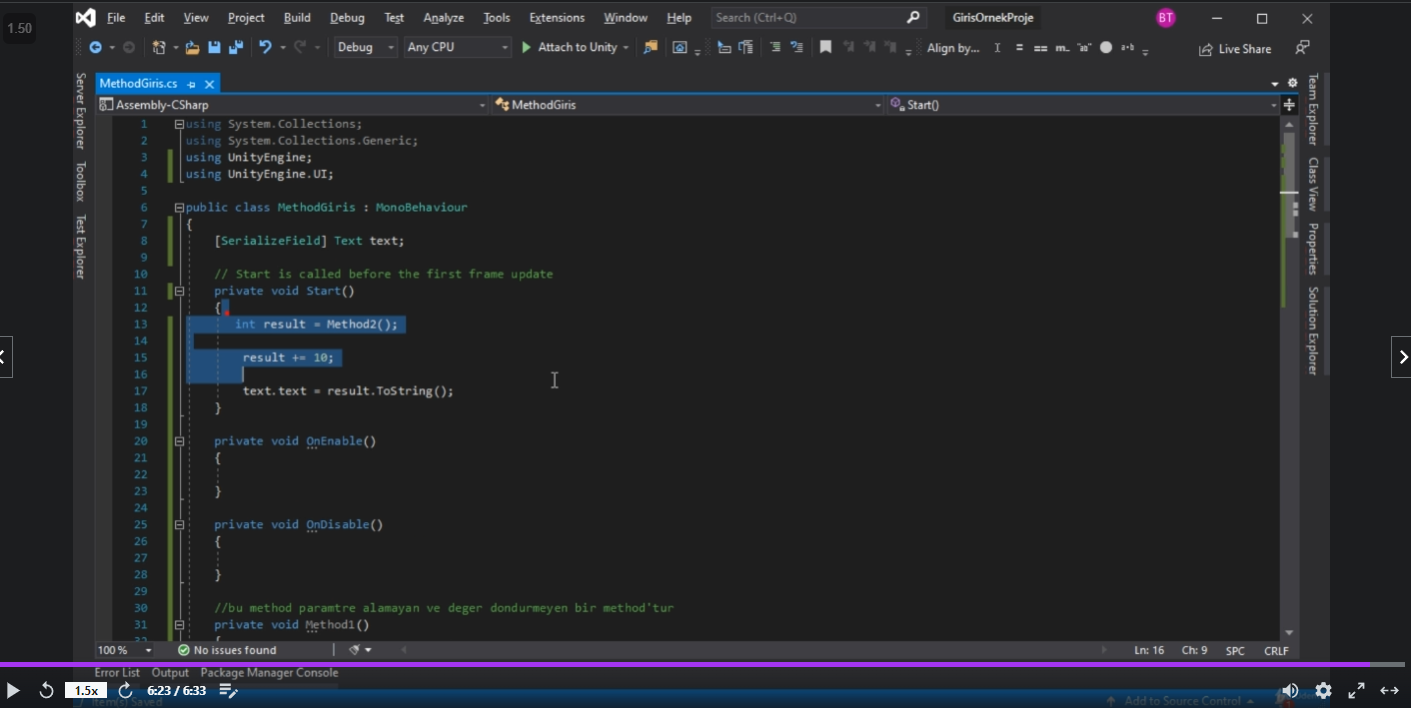 1.50
File Edit View Project Build Debug Test Analyze Tools Extensions Window Help Search (Ctrl+Q) GirisOrnekProje BT
Debug Any CPU Attach to Unity Align by... Live Share
Server Explorer
Toolbox
Test Explorer
MethodGiris.cs
Assembly-CSharp MethodGiris Start()
1 using System.Collections;
2 using System.Collections.Generic;
3 using UnityEngine;
4 using UnityEngine.UI;
5
6 public class MethodGiris : MonoBehaviour
7 {
8 [SerializeField] Text text;
9
10 // Start is called before the first frame update
11 private void Start()
12 {
13 int result = Method2();
14
15 result += 10;
16
17 text.text = result.ToString();
18 }
19
20 private void OnEnable()
21 {
22
23 }
24
25 private void OnDisable()
26 {
27
28 }
29
30 //bu method paramtre alamayan ve deger dondurmeyen bir method'tur
31 private void Method1()
32 {
Team Explorer
Class View
Properties
Solution Explorer
100 % No issues found Ln: 16 Ch: 9 SPC CRLF
Error List Output Package Manager Console
1.5x 6:23 / 6:33
Item(s) Saved Add to Source Control